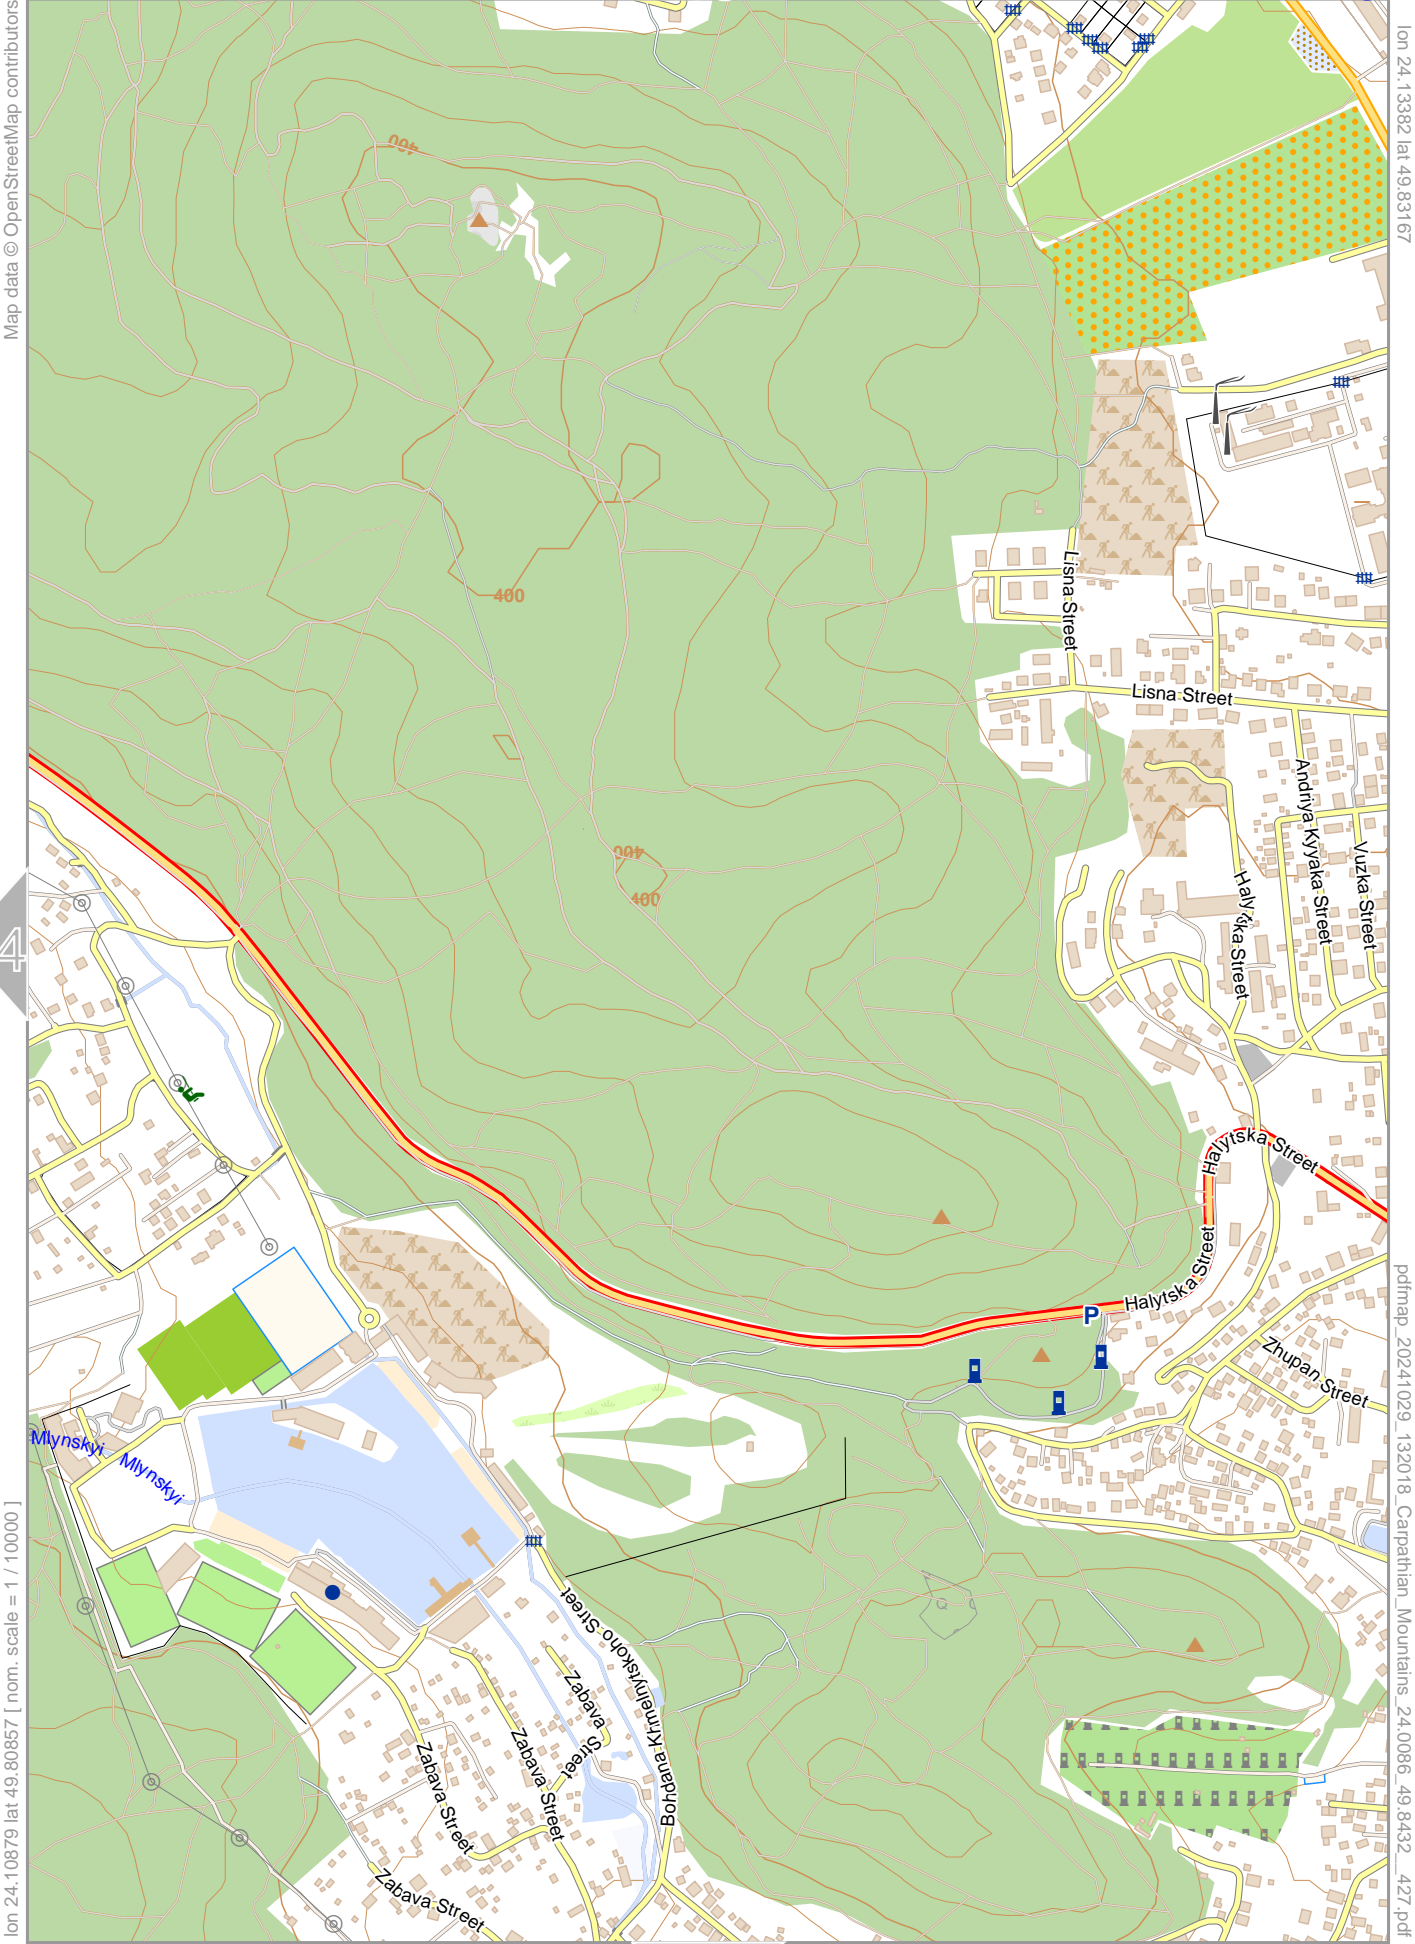 Map data © OpenStreetMap contributors
lon 24.13382 lat 49.83167
400
400
Lisna Street
Lisna Street
Andriya Kyyaka Street
Vuzka Street
Halytska Street
400
400
4
Halytska Street
Halytska Street
P
Zhupan Street
Mlynskyi
Mlynskyi
Bohdana Khmelnytskoho Street
Zabava Street
Zabava Street
Zabava Street
Zabava Street
lon 24.10879 lat 49.80857 [ nom. scale = 1 / 10000 ]
pdfmap_20241029_132018_Carpathian_Mountains_24.0086_49.8432__427.pdf